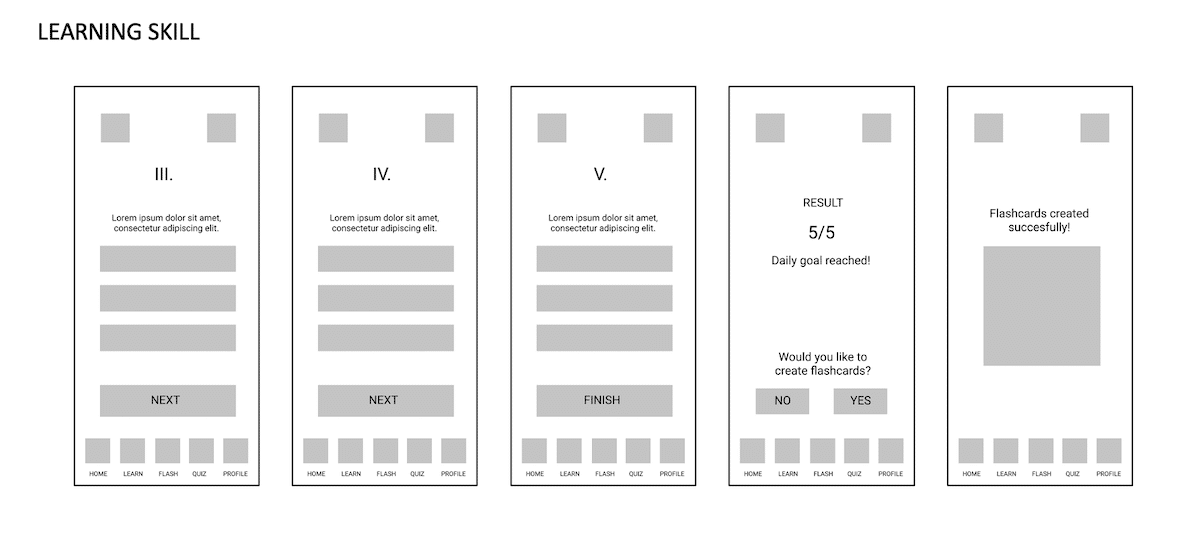 LEARNING SKILL
III.
Lorem ipsum dolor sit amet,
consectetur adipiscing elit.
NEXT
HOME LEARN FLASH QUIZ PROFILE
IV.
Lorem ipsum dolor sit amet,
consectetur adipiscing elit.
NEXT
HOME LEARN FLASH QUIZ PROFILE
V.
Lorem ipsum dolor sit amet,
consectetur adipiscing elit.
FINISH
HOME LEARN FLASH QUIZ PROFILE
RESULT
5/5
Daily goal reached!
Would you like to
create flashcards?
NO YES
HOME LEARN FLASH QUIZ PROFILE
Flashcards created
succesfully!
HOME LEARN FLASH QUIZ PROFILE